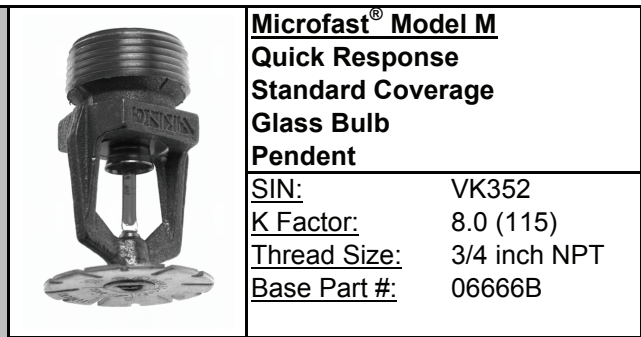 Microfast® Model M
Quick Response
Standard Coverage
Glass Bulb
Pendent
SIN: VK352
K Factor: 8.0 (115)
Thread Size: 3/4 inch NPT
Base Part #: 06666B
VIKING